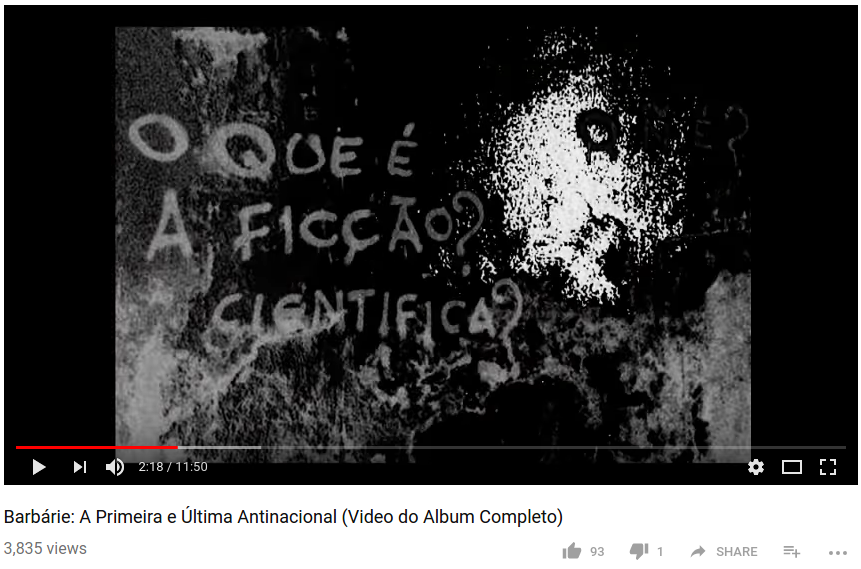 O QUE É
A FICÇÃO?
CIENTIFICA?
2:18 / 11:50
Barbárie: A Primeira e Última Antinacional (Video do Album Completo)
3,835 views
93
1
SHARE